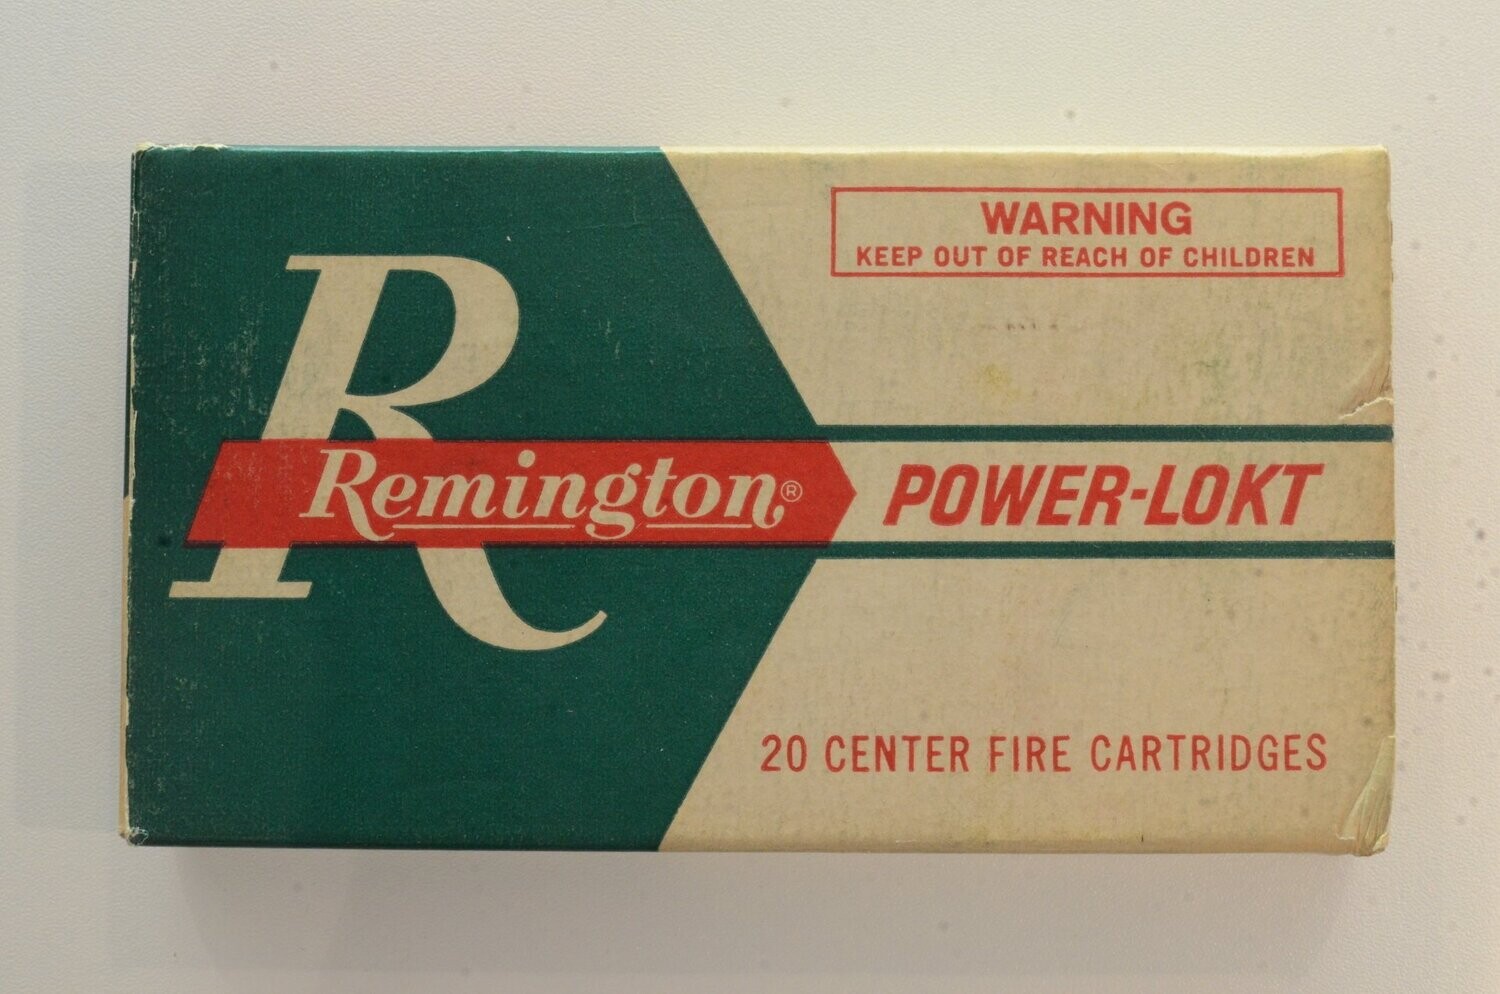 WARNING
KEEP OUT OF REACH OF CHILDREN
R
Remington®
POWER-LOKT
20 CENTER FIRE CARTRIDGES